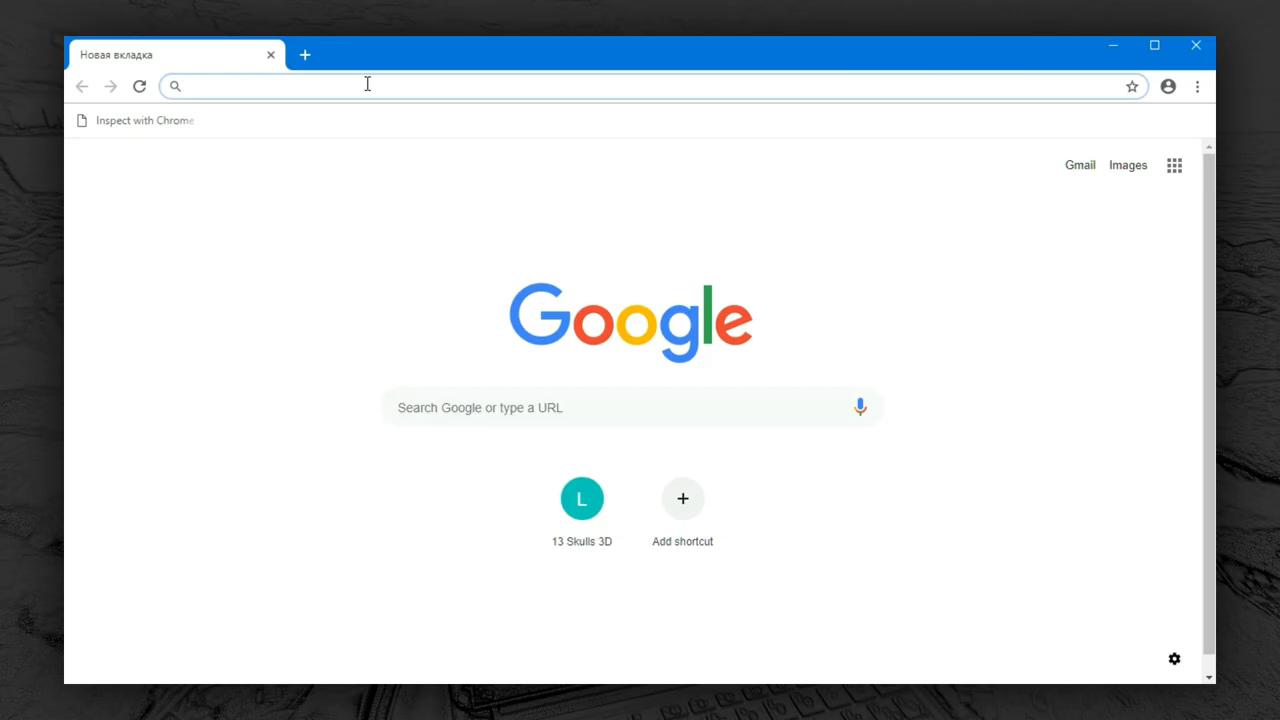 Новая вкладка
Inspect with Chrome
Gmail Images
Google
Search Google or type a URL
L
13 Skulls 3D
Add shortcut